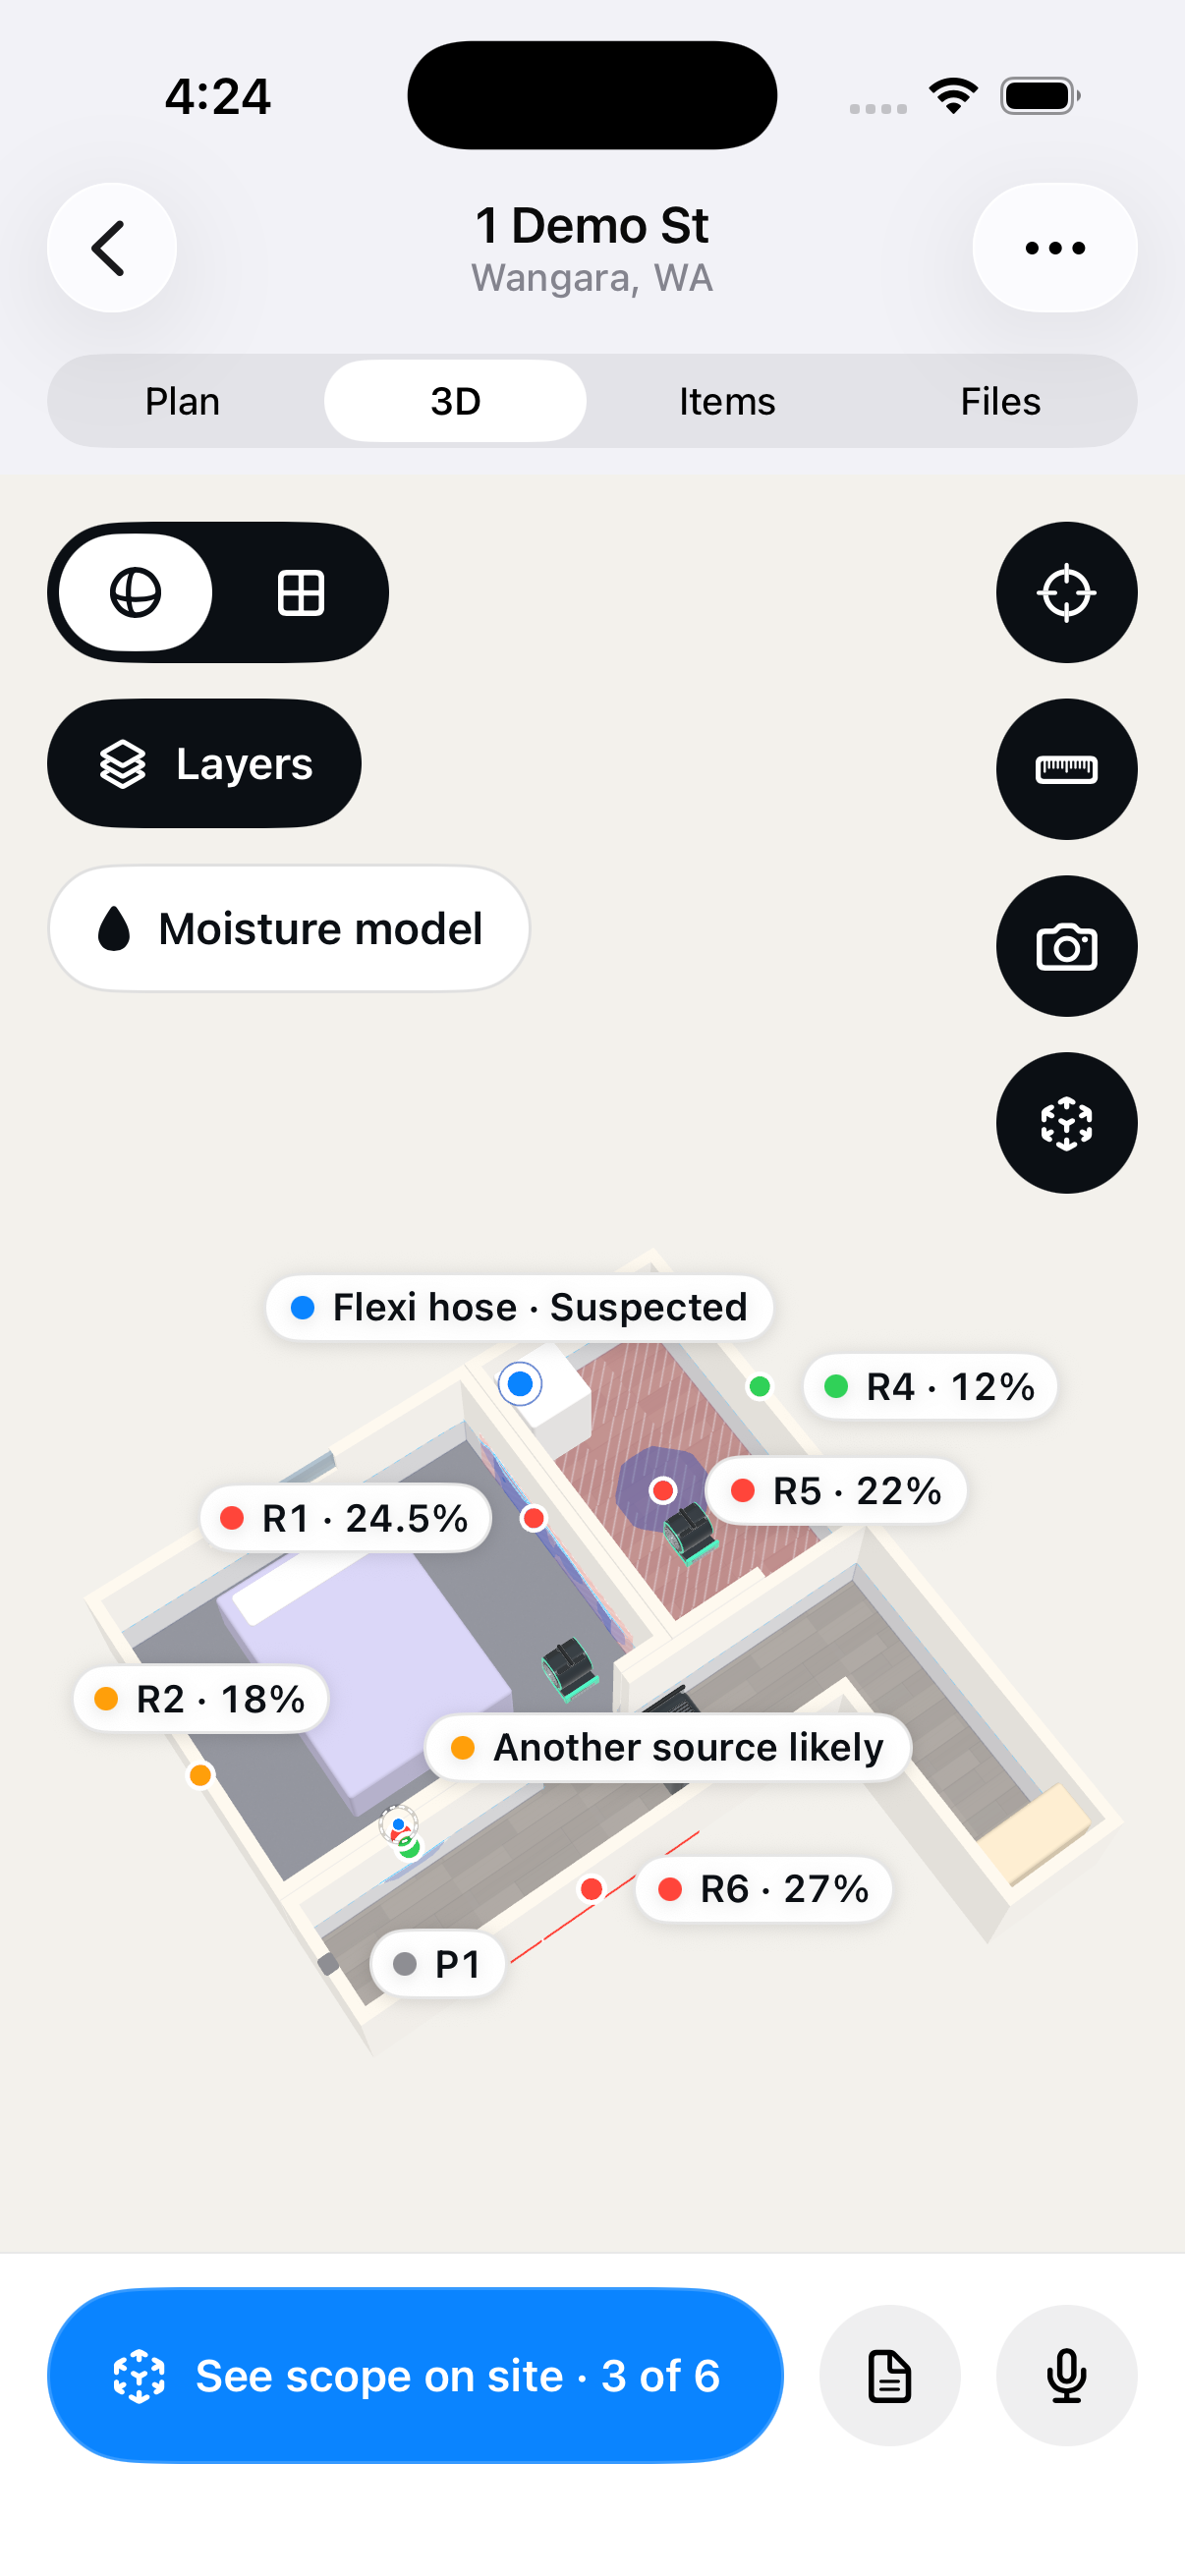 4:24
1 Demo St
Wangara, WA
Plan
3D
Items
Files
Layers
Moisture model
Flexi hose · Suspected
R4 · 12%
R5 · 22%
R1 · 24.5%
R2 · 18%
Another source likely
R6 · 27%
P1
See scope on site · 3 of 6